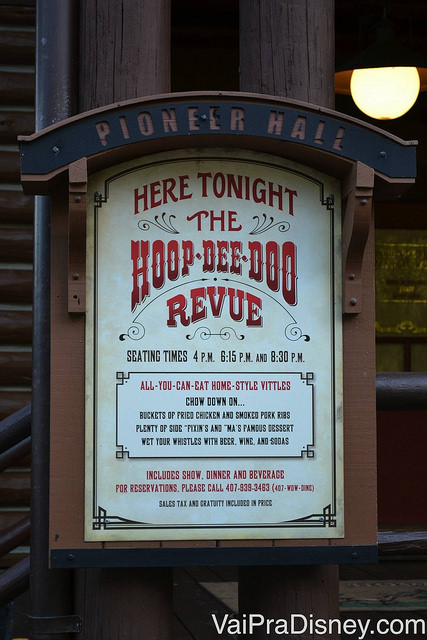 PIONEER HALL
HERE TONIGHT
THE
HOOP·DEE·DOO
REVUE
SEATING TIMES 4 P.M. 6:15 P.M. AND 8:30 P.M.
ALL-YOU-CAN-EAT HOME-STYLE VITTLES
CHOW DOWN ON...
BUCKETS OF FRIED CHICKEN AND SMOKED PORK RIBS
PLENTY OF SIDE "FIXIN'S AND "MA'S FAMOUS DESSERT
WET YOUR WHISTLES WITH BEER, WINE, AND SODAS
INCLUDES SHOW, DINNER AND BEVERAGE
FOR RESERVATIONS, PLEASE CALL 407-939-3463 (407-WDW-DINE)
SALES TAX AND GRATUITY INCLUDED IN PRICE
VaiPraDisney.com